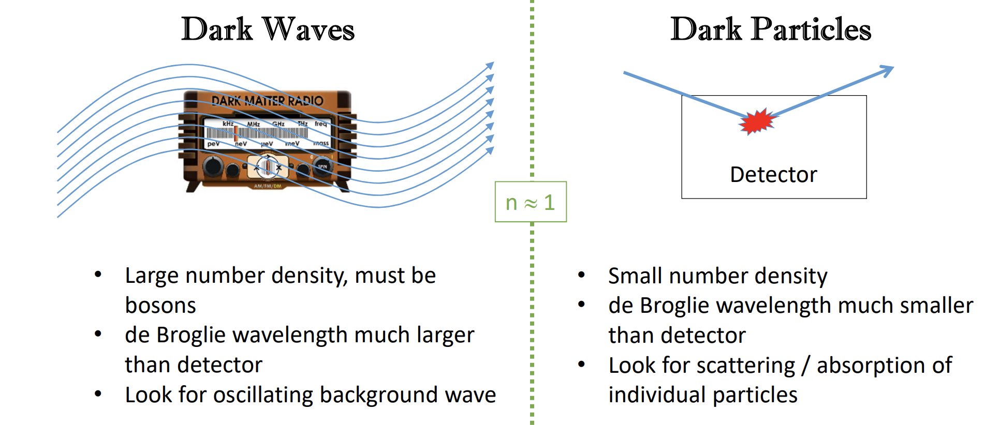 Dark Waves
DARK MATTER RADIO
kHz MHz GHz THz freq
peV neV µeV meV mass
0 1
SPIN
AM/FM/DM
• Large number density, must be
bosons
• de Broglie wavelength much larger
than detector
• Look for oscillating background wave
n ≈ 1
Dark Particles
Detector
• Small number density
• de Broglie wavelength much smaller
than detector
• Look for scattering / absorption of
individual particles